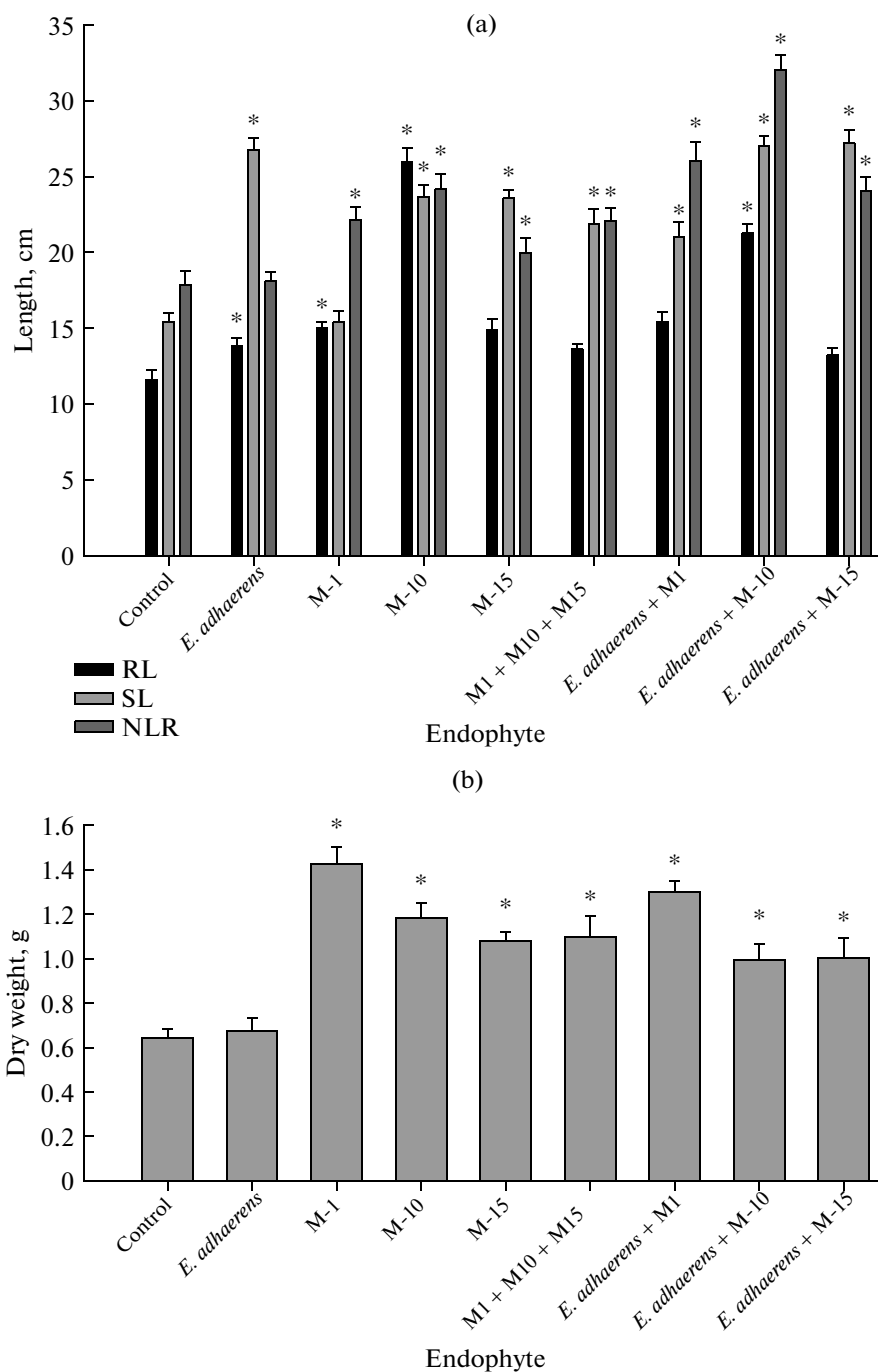 (a)
Length, cm
35
30
25
20
15
10
5
0
* * * * * * * * * * * * * * * * * * *
Control
E. adhaerens
M-1
M-10
M-15
M1 + M10 + M15
E. adhaerens + M1
E. adhaerens + M-10
E. adhaerens + M-15
RL
SL
NLR
Endophyte
(b)
Dry weight, g
1.6
1.4
1.2
1.0
0.8
0.6
0.4
0.2
0
* * * * * * *
Control
E. adhaerens
M-1
M-10
M-15
M1 + M10 + M15
E. adhaerens + M1
E. adhaerens + M-10
E. adhaerens + M-15
Endophyte